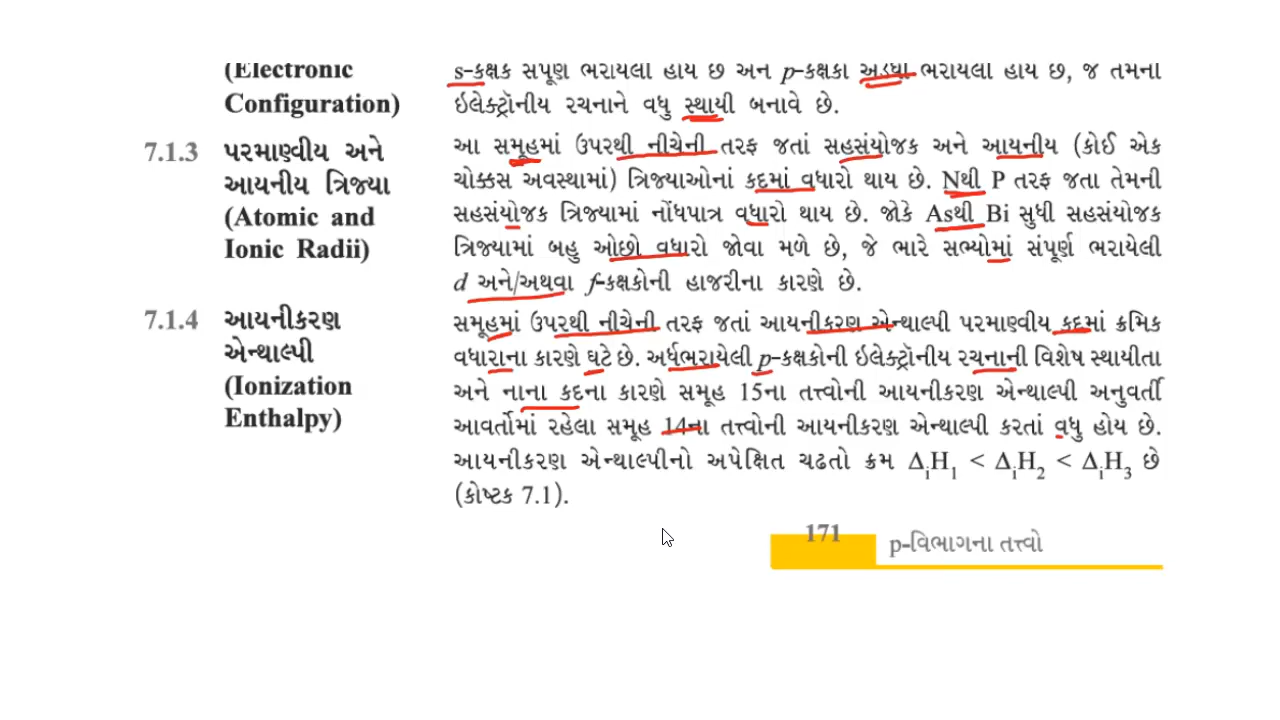 (Electronic
Configuration)
s-કક્ષક સંપૂર્ણ ભરાયેલી હોય છે અને p-કક્ષકો અડધી ભરાયેલી હોય છે, જે તેમની
ઇલેક્ટ્રૉનીય રચનાને વધુ સ્થાયી બનાવે છે.
7.1.3 પરમાણ્વીય અને
આયનીય ત્રિજ્યા
(Atomic and
Ionic Radii)
આ સમૂહમાં ઉપરથી નીચેની તરફ જતાં સહસંયોજક અને આયનીય (કોઈ એક
ચોક્કસ અવસ્થામાં) ત્રિજ્યાઓનાં કદમાં વધારો થાય છે. Nથી P તરફ જતા તેમની
સહસંયોજક ત્રિજ્યામાં નોંધપાત્ર વધારો થાય છે. જોકે Asથી Bi સુધી સહસંયોજક
ત્રિજ્યામાં બહુ ઓછો વધારો જોવા મળે છે, જે ભારે સભ્યોમાં સંપૂર્ણ ભરાયેલી
d અને/અથવા f-કક્ષકોની હાજરીના કારણે છે.
7.1.4 આયનીકરણ
એન્થાલ્પી
(Ionization
Enthalpy)
સમૂહમાં ઉપરથી નીચેની તરફ જતાં આયનીકરણ એન્થાલ્પી પરમાણ્વીય કદમાં ક્રમિક
વધારાના કારણે ઘટે છે. અર્ધભરાયેલી p-કક્ષકોની ઇલેક્ટ્રૉનીય રચનાની વિશેષ સ્થાયીતા
અને નાના કદના કારણે સમૂહ 15ના તત્ત્વોની આયનીકરણ એન્થાલ્પી અનુવર્તી
આવર્તોમાં રહેલા સમૂહ 14ના તત્ત્વોની આયનીકરણ એન્થાલ્પી કરતાં વધુ હોય છે.
આયનીકરણ એન્થાલ્પીનો અપેક્ષિત ચઢતો ક્રમ ΔᵢH₁ < ΔᵢH₂ < ΔᵢH₃ છે
(કોષ્ટક 7.1).
171 p-વિભાગના તત્ત્વો